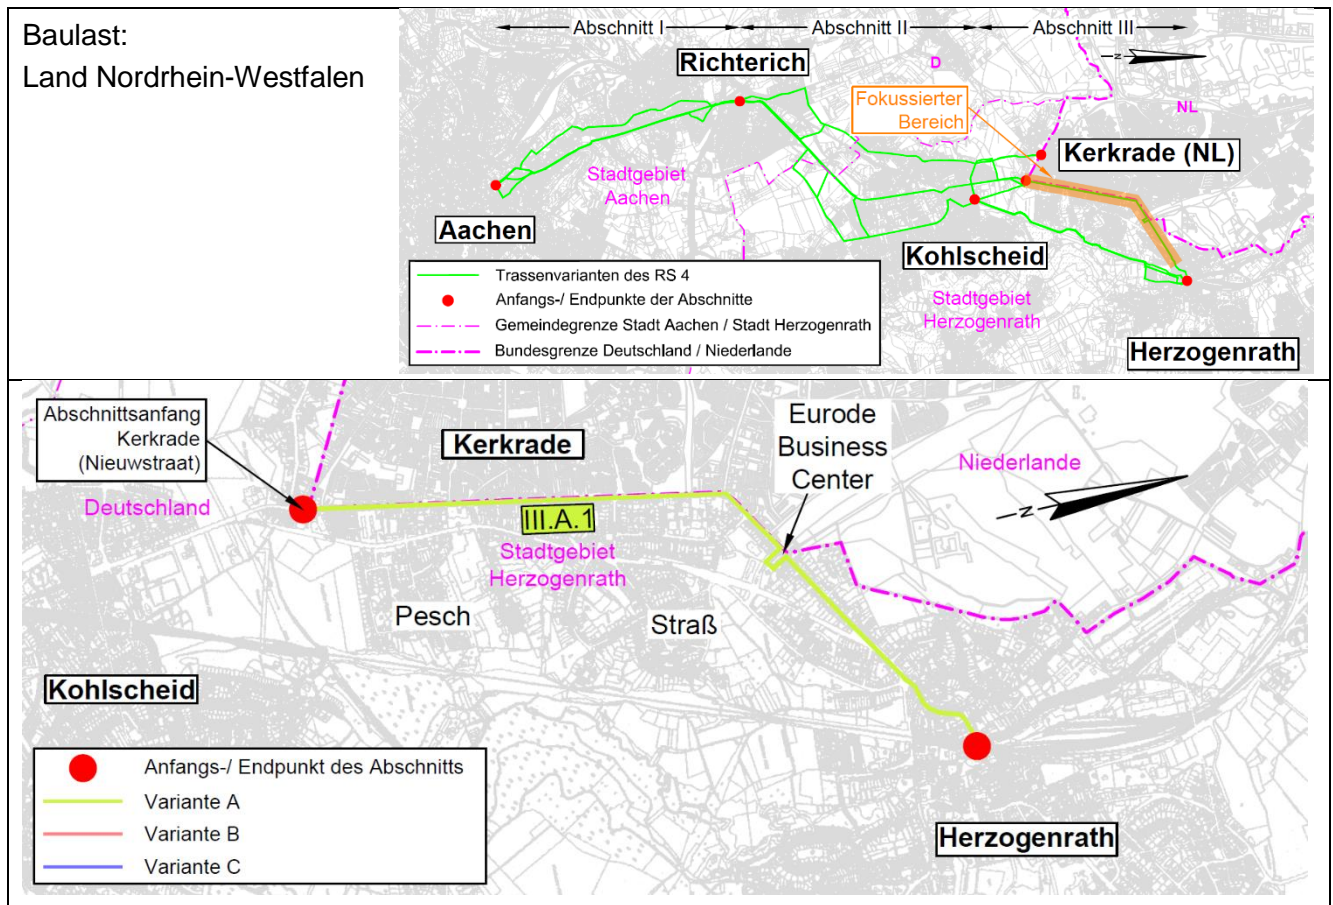 Baulast:
Land Nordrhein-Westfalen
Abschnitt I
Abschnitt II
Abschnitt III
Richterich
D
N
Fokussierter
Bereich
NL
Kerkrade (NL)
Stadtgebiet
Aachen
Aachen
Kohlscheid
Stadtgebiet
Herzogenrath
Herzogenrath
Trassenvarianten des RS 4
Anfangs-/ Endpunkte der Abschnitte
Gemeindegrenze Stadt Aachen / Stadt Herzogenrath
Bundesgrenze Deutschland / Niederlande
Abschnittsanfang
Kerkrade
(Nieuwstraat)
Kerkrade
Eurode
Business
Center
Niederlande
Deutschland
N
III.A.1
Stadtgebiet
Herzogenrath
Pesch
Straß
Kohlscheid
Herzogenrath
Anfangs-/ Endpunkt des Abschnitts
Variante A
Variante B
Variante C